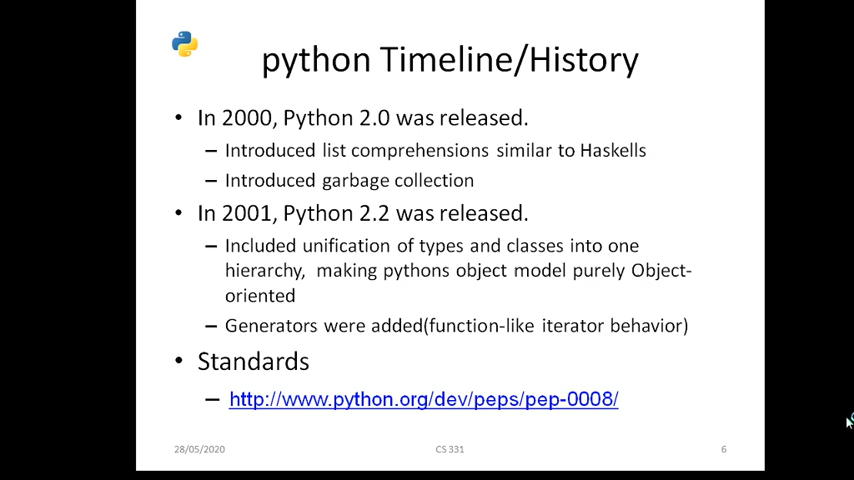 python Timeline/History
• In 2000, Python 2.0 was released.
– Introduced list comprehensions similar to Haskells
– Introduced garbage collection
• In 2001, Python 2.2 was released.
– Included unification of types and classes into one
hierarchy, making pythons object model purely Object-
oriented
– Generators were added(function-like iterator behavior)
• Standards
– http://www.python.org/dev/peps/pep-0008/
28/05/2020 CS 331 6